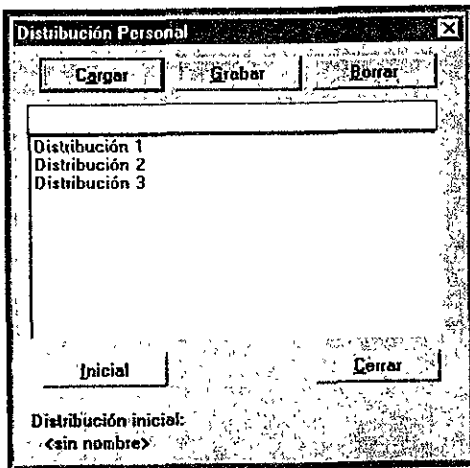 Distribución Personal
Cargar Grabar Borrar
Distribución 1
Distribución 2
Distribución 3
Inicial Cerrar
Distribución inicial:
<sin nombre>